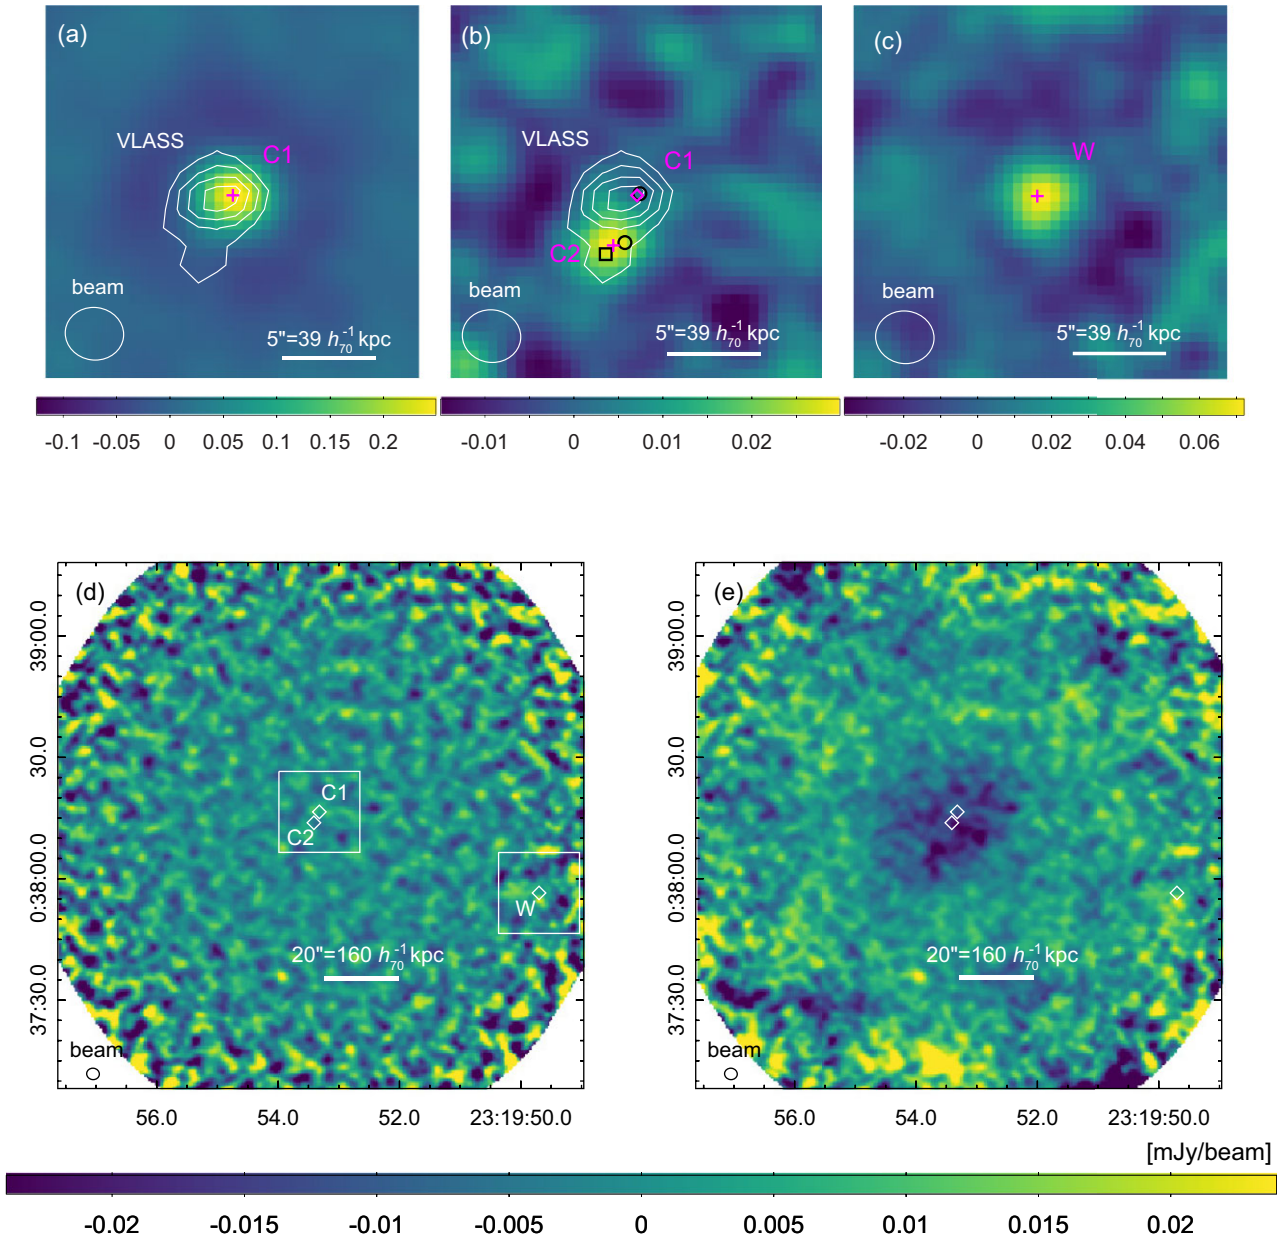 (a)
VLASS
C1
beam
5"=39 h₇₀⁻¹ kpc
(b)
VLASS
C1
C2
beam
5"=39 h₇₀⁻¹ kpc
(c)
W
beam
5"=39 h₇₀⁻¹ kpc
-0.1 -0.05 0 0.05 0.1 0.15 0.2
-0.01 0 0.01 0.02
-0.02 0 0.02 0.04 0.06
(d)
39:00.0
30.0
0:38:00.0
37:30.0
C1
C2
W
20"=160 h₇₀⁻¹ kpc
beam
56.0 54.0 52.0 23:19:50.0
(e)
39:00.0
30.0
0:38:00.0
37:30.0
20"=160 h₇₀⁻¹ kpc
beam
56.0 54.0 52.0 23:19:50.0
[mJy/beam]
-0.02 -0.015 -0.01 -0.005 0 0.005 0.01 0.015 0.02